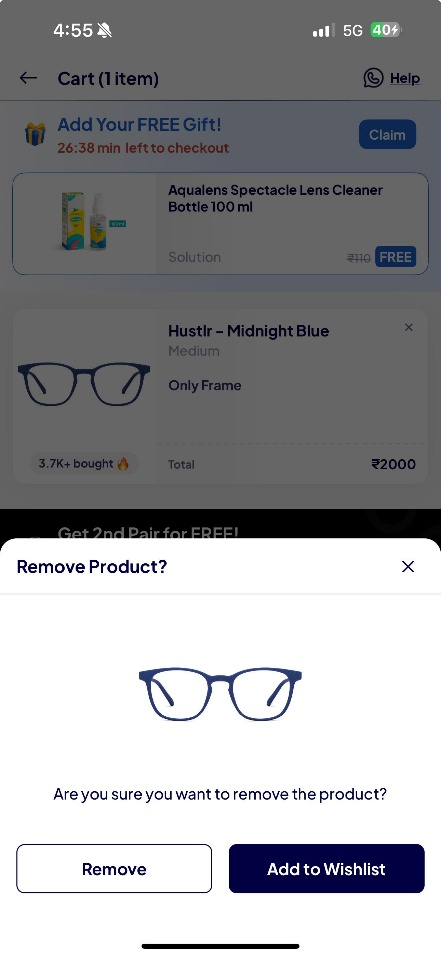 4:55
5G
40
Cart (1 item)
Help
Add Your FREE Gift!
26:38 min left to checkout
Claim
Aqualens Spectacle Lens Cleaner
Bottle 100 ml
Solution
₹110 FREE
Hustlr - Midnight Blue
Medium
Only Frame
3.7K+ bought
Total
₹2000
Get 2nd Pair for FREE!
Remove Product?
Are you sure you want to remove the product?
Remove
Add to Wishlist